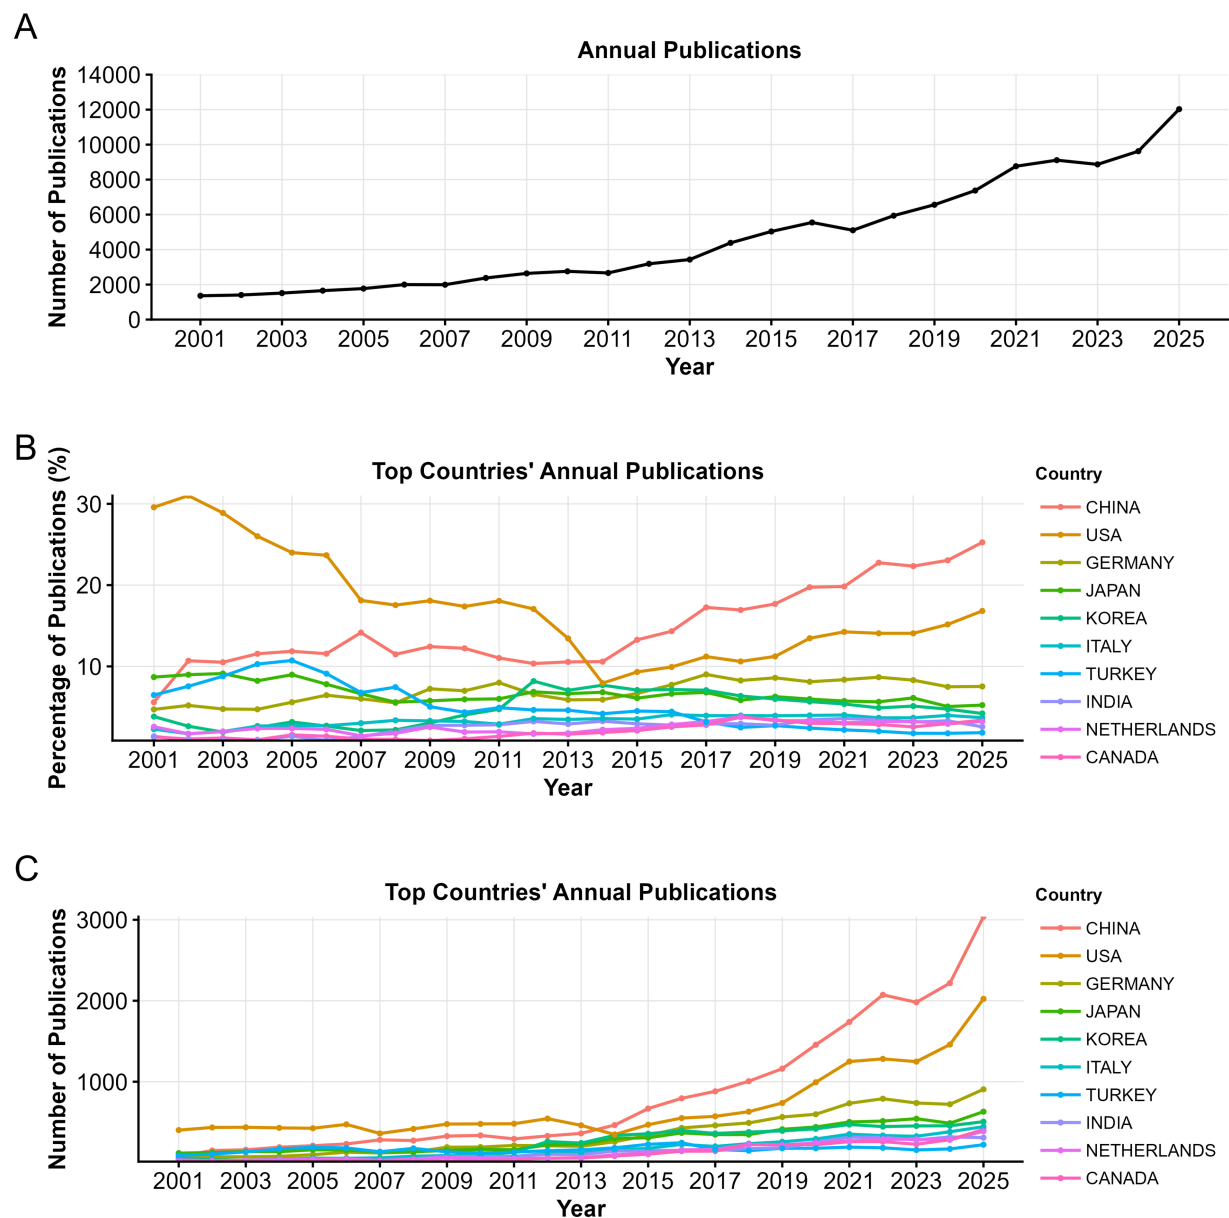 A
Annual Publications
Number of Publications
14000
12000
10000
8000
6000
4000
2000
0
2001 2003 2005 2007 2009 2011 2013 2015 2017 2019 2021 2023 2025
Year
B
Top Countries' Annual Publications
Percentage of Publications (%)
30
20
10
2001 2003 2005 2007 2009 2011 2013 2015 2017 2019 2021 2023 2025
Year
Country
CHINA
USA
GERMANY
JAPAN
KOREA
ITALY
TURKEY
INDIA
NETHERLANDS
CANADA
C
Top Countries' Annual Publications
Number of Publications
3000
2000
1000
2001 2003 2005 2007 2009 2011 2013 2015 2017 2019 2021 2023 2025
Year
Country
CHINA
USA
GERMANY
JAPAN
KOREA
ITALY
TURKEY
INDIA
NETHERLANDS
CANADA